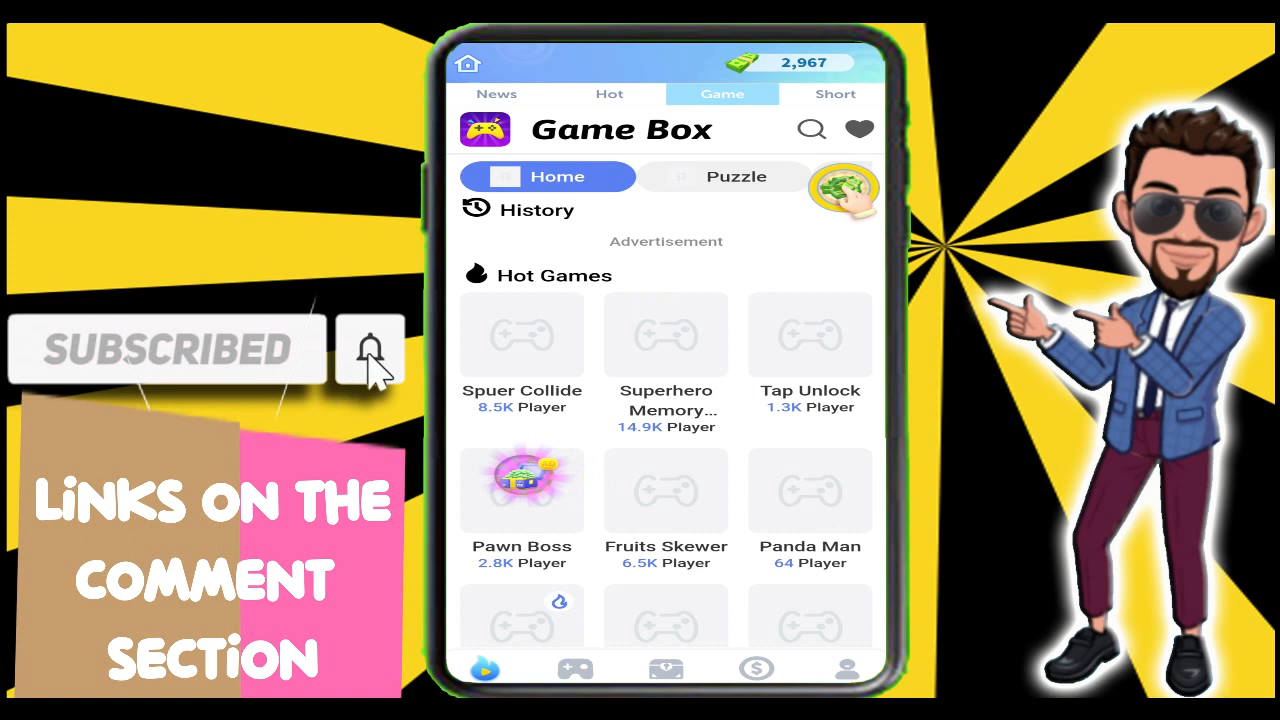 2,967
News Hot Game Short
Game Box
Home Puzzle
History
Advertisement
Hot Games
Spuer Collide
8.5K Player
Superhero
Memory...
14.9K Player
Tap Unlock
1.3K Player
Pawn Boss
2.8K Player
Fruits Skewer
6.5K Player
Panda Man
64 Player
SUBSCRIBED
LINKS ON THE
COMMENT
SECTION